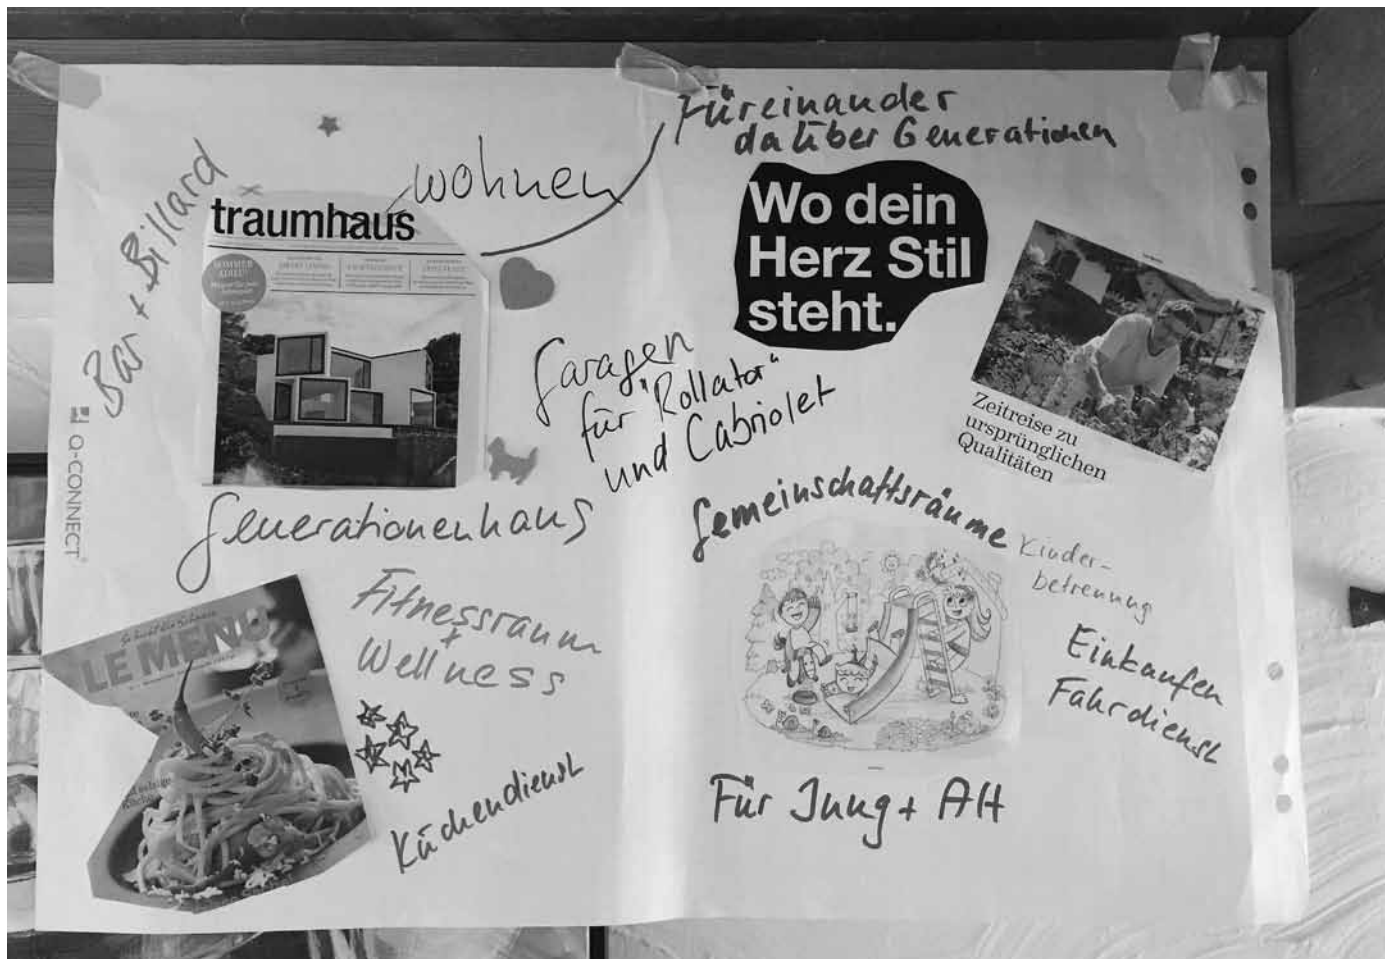 Füreinander
da über Generationen
wohnen
Bar + Billard
traumhaus
Wo dein
Herz Stil
steht.
Garagen
für "Rollator"
und Cabriolet
Zeitreise zu
ursprünglichen
Qualitäten
Q-CONNECT
Generationenhaus
Gemeinschaftsräume
Kinder-
betreuung
Fitnessraum
+
Wellness
LE MENU
Einkaufen
Fahrdienst
Küchendienst
Für Jung + Alt